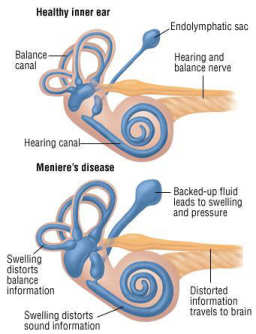 Healthy inner ear
Endolymphatic sac
Balance
canal
Hearing and
balance nerve
Hearing canal
Meniere's disease
Backed-up fluid
leads to swelling
and pressure
Swelling
distorts
balance
information
Distorted
information
travels to brain
Swelling distorts
sound information